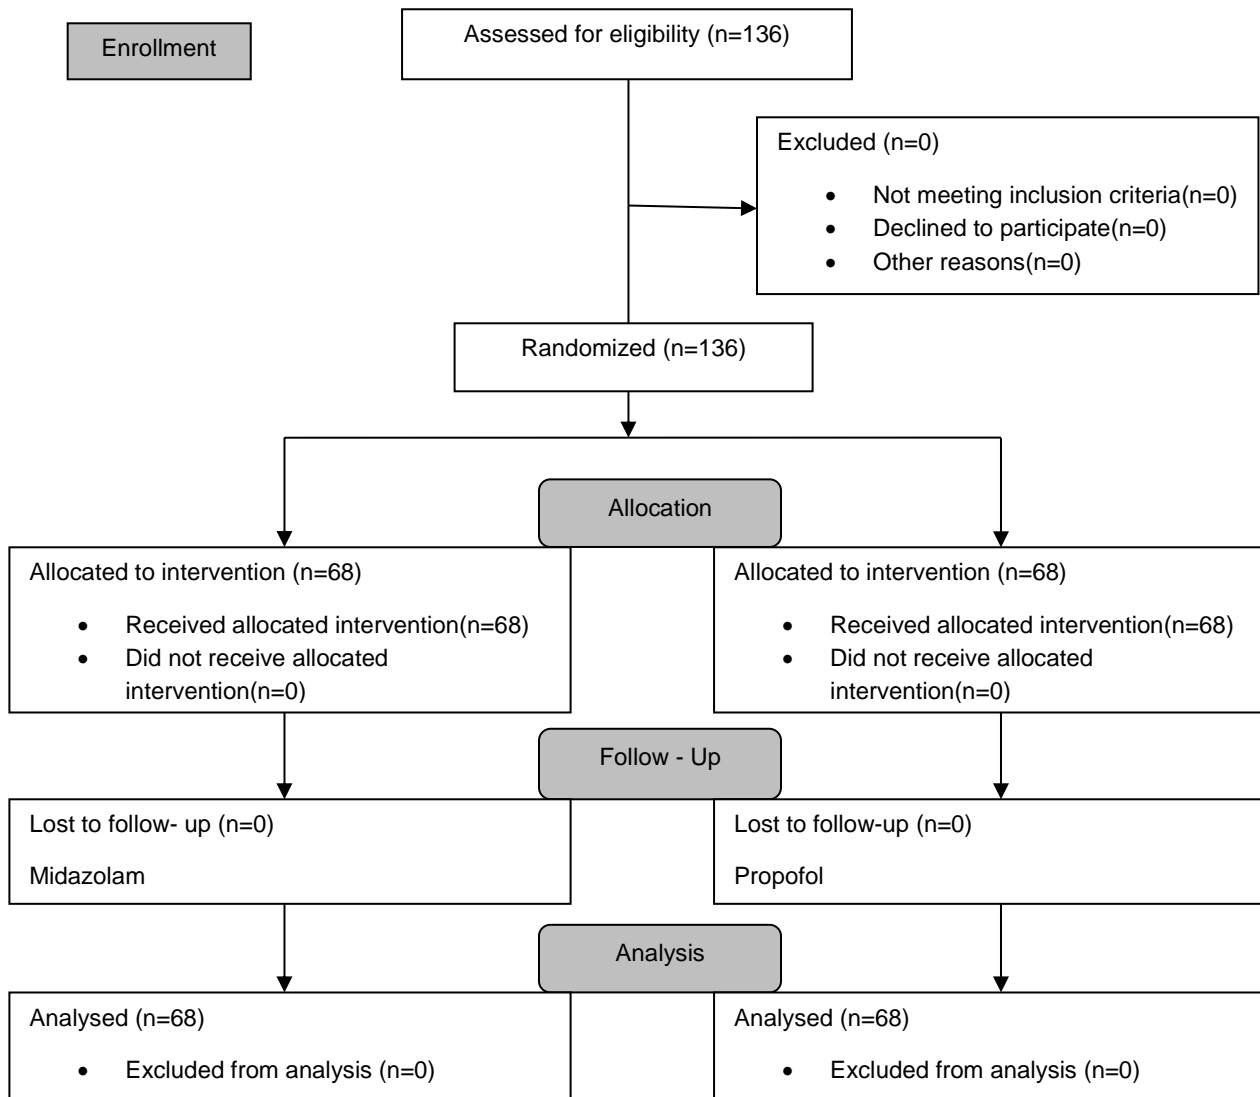 Enrollment
Assessed for eligibility (n=136)
Excluded (n=0)
• Not meeting inclusion criteria(n=0)
• Declined to participate(n=0)
• Other reasons(n=0)
Randomized (n=136)
Allocation
Allocated to intervention (n=68)
• Received allocated intervention(n=68)
• Did not receive allocated
intervention(n=0)
Allocated to intervention (n=68)
• Received allocated intervention(n=68)
• Did not receive allocated
intervention(n=0)
Follow - Up
Lost to follow- up (n=0)
Midazolam
Lost to follow-up (n=0)
Propofol
Analysis
Analysed (n=68)
• Excluded from analysis (n=0)
Analysed (n=68)
• Excluded from analysis (n=0)